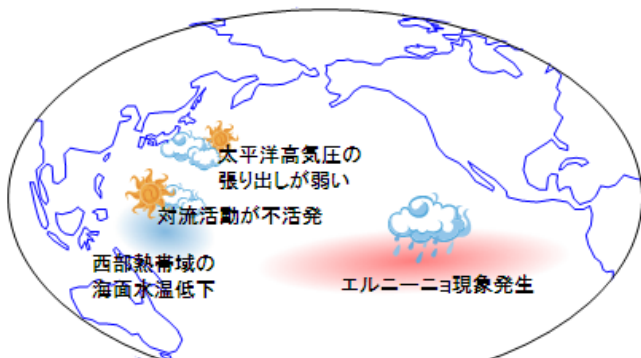 太平洋高気圧の
張り出しが弱い
対流活動が不活発
西部熱帯域の
海面水温低下
エルニーニョ現象発生